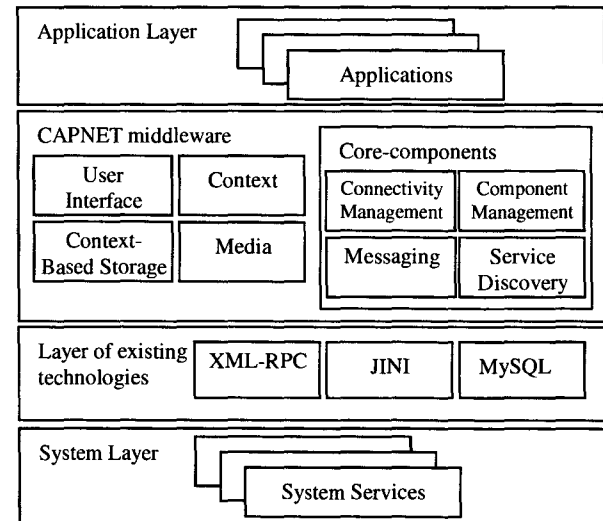 Application Layer
Applications
CAPNET middleware
User
Interface
Context
Context-
Based Storage
Media
Core-components
Connectivity
Management
Component
Management
Messaging
Service
Discovery
Layer of existing
technologies
XML-RPC
JINI
MySQL
System Layer
System Services